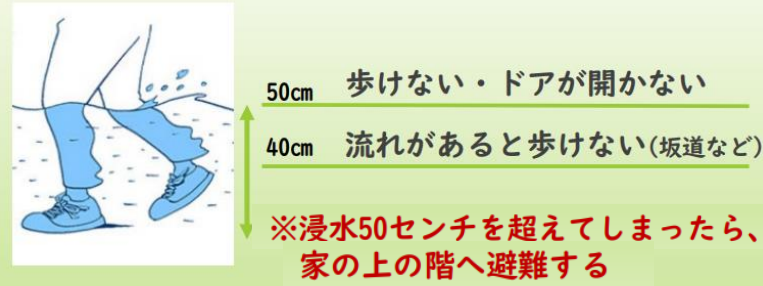 50cm 歩けない・ドアが開かない
40cm 流れがあると歩けない(坂道など)
※浸水50センチを超えてしまったら、
家の上の階へ避難する